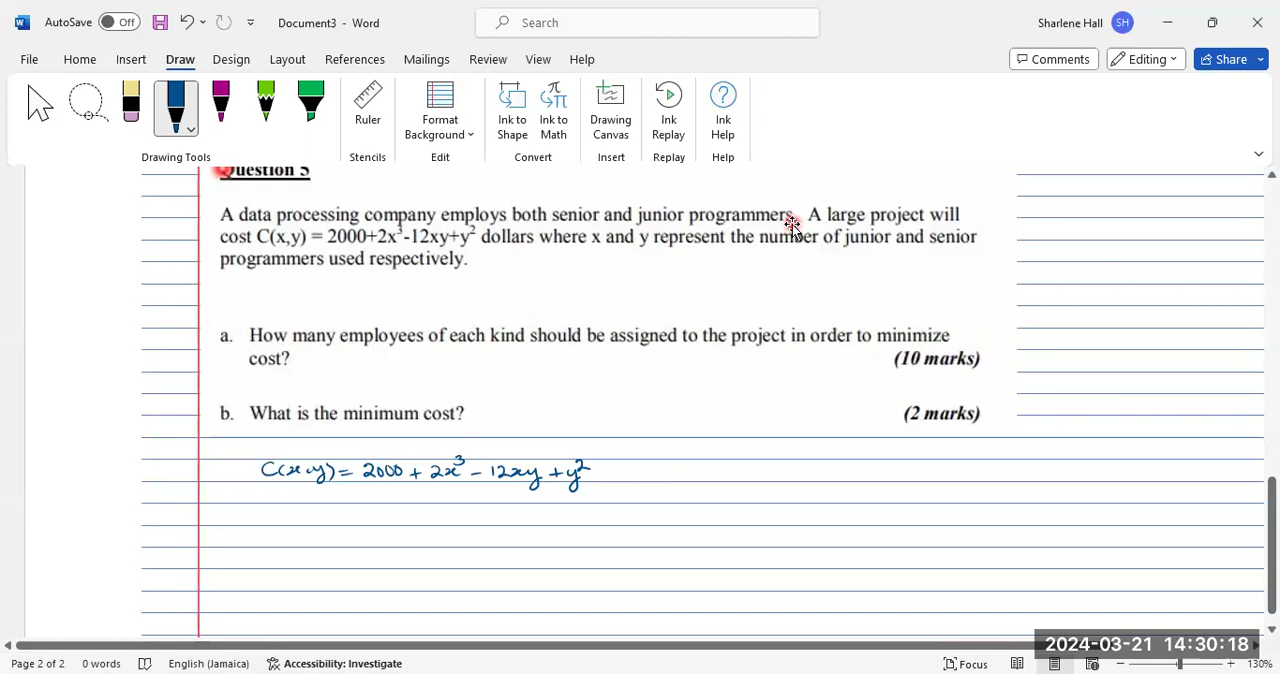 AutoSave Off Document3 - Word Search Sharlene Hall SH
File Home Insert Draw Design Layout References Mailings Review View Help Comments Editing Share
Ruler Format Background Ink to Shape Ink to Math Drawing Canvas Ink Replay Ink Help
Drawing Tools Stencils Edit Convert Insert Replay Help
Question 5
A data processing company employs both senior and junior programmers. A large project will
cost C(x,y) = 2000+2x³-12xy+y² dollars where x and y represent the number of junior and senior
programmers used respectively.
a. How many employees of each kind should be assigned to the project in order to minimize
cost? (10 marks)
b. What is the minimum cost? (2 marks)
C(x,y) = 2000 + 2x³ - 12xy + y²
2024-03-21 14:30:18
Page 2 of 2 0 words English (Jamaica) Accessibility: Investigate Focus 130%